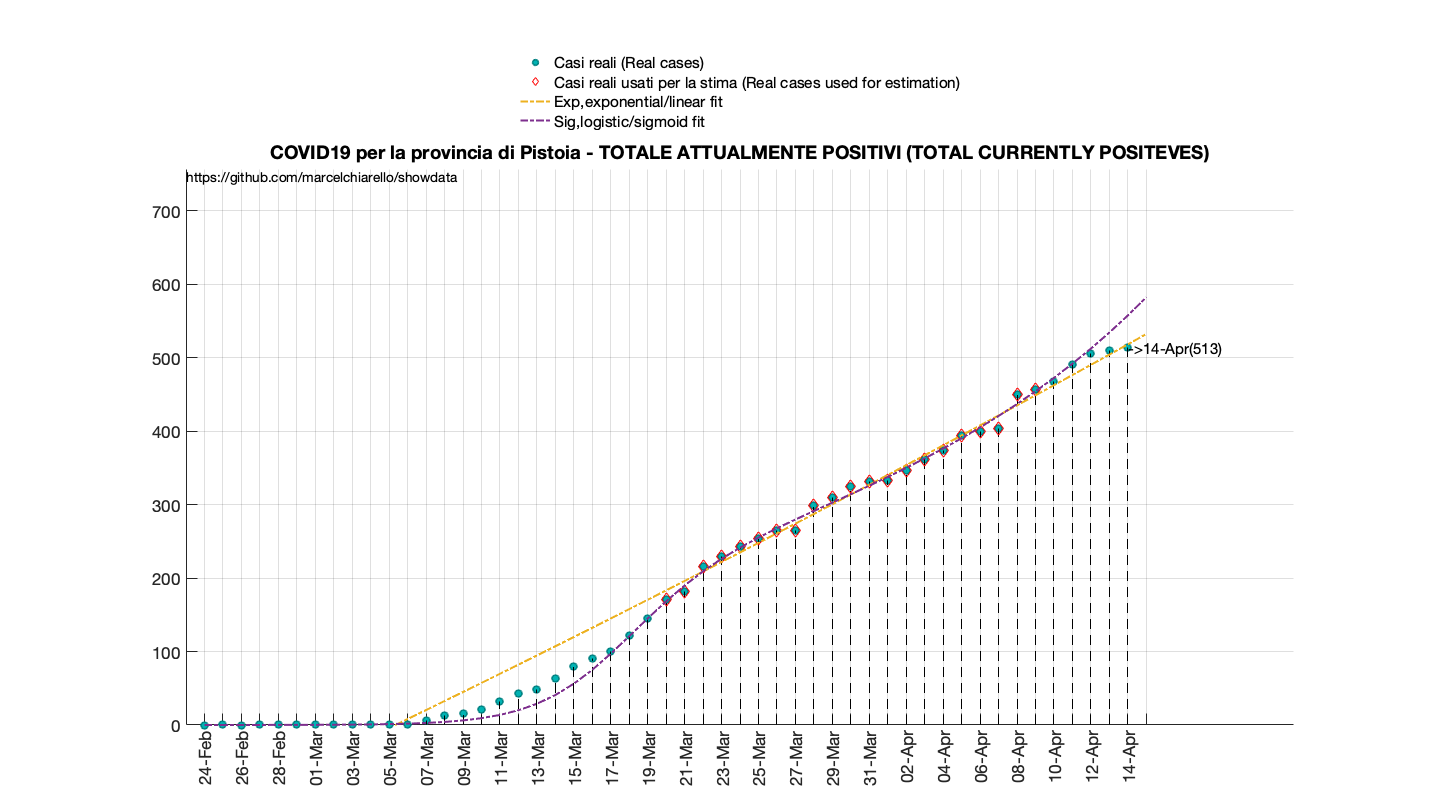 Casi reali (Real cases)
Casi reali usati per la stima (Real cases used for estimation)
Exp,exponential/linear fit
Sig,logistic/sigmoid fit
COVID19 per la provincia di Pistoia - TOTALE ATTUALMENTE POSITIVI (TOTAL CURRENTLY POSITEVES)
https://github.com/marcelchiarello/showdata
700
600
500
400
300
200
100
0
->14-Apr(513)
24-Feb
26-Feb
28-Feb
01-Mar
03-Mar
05-Mar
07-Mar
09-Mar
11-Mar
13-Mar
15-Mar
17-Mar
19-Mar
21-Mar
23-Mar
25-Mar
27-Mar
29-Mar
31-Mar
02-Apr
04-Apr
06-Apr
08-Apr
10-Apr
12-Apr
14-Apr